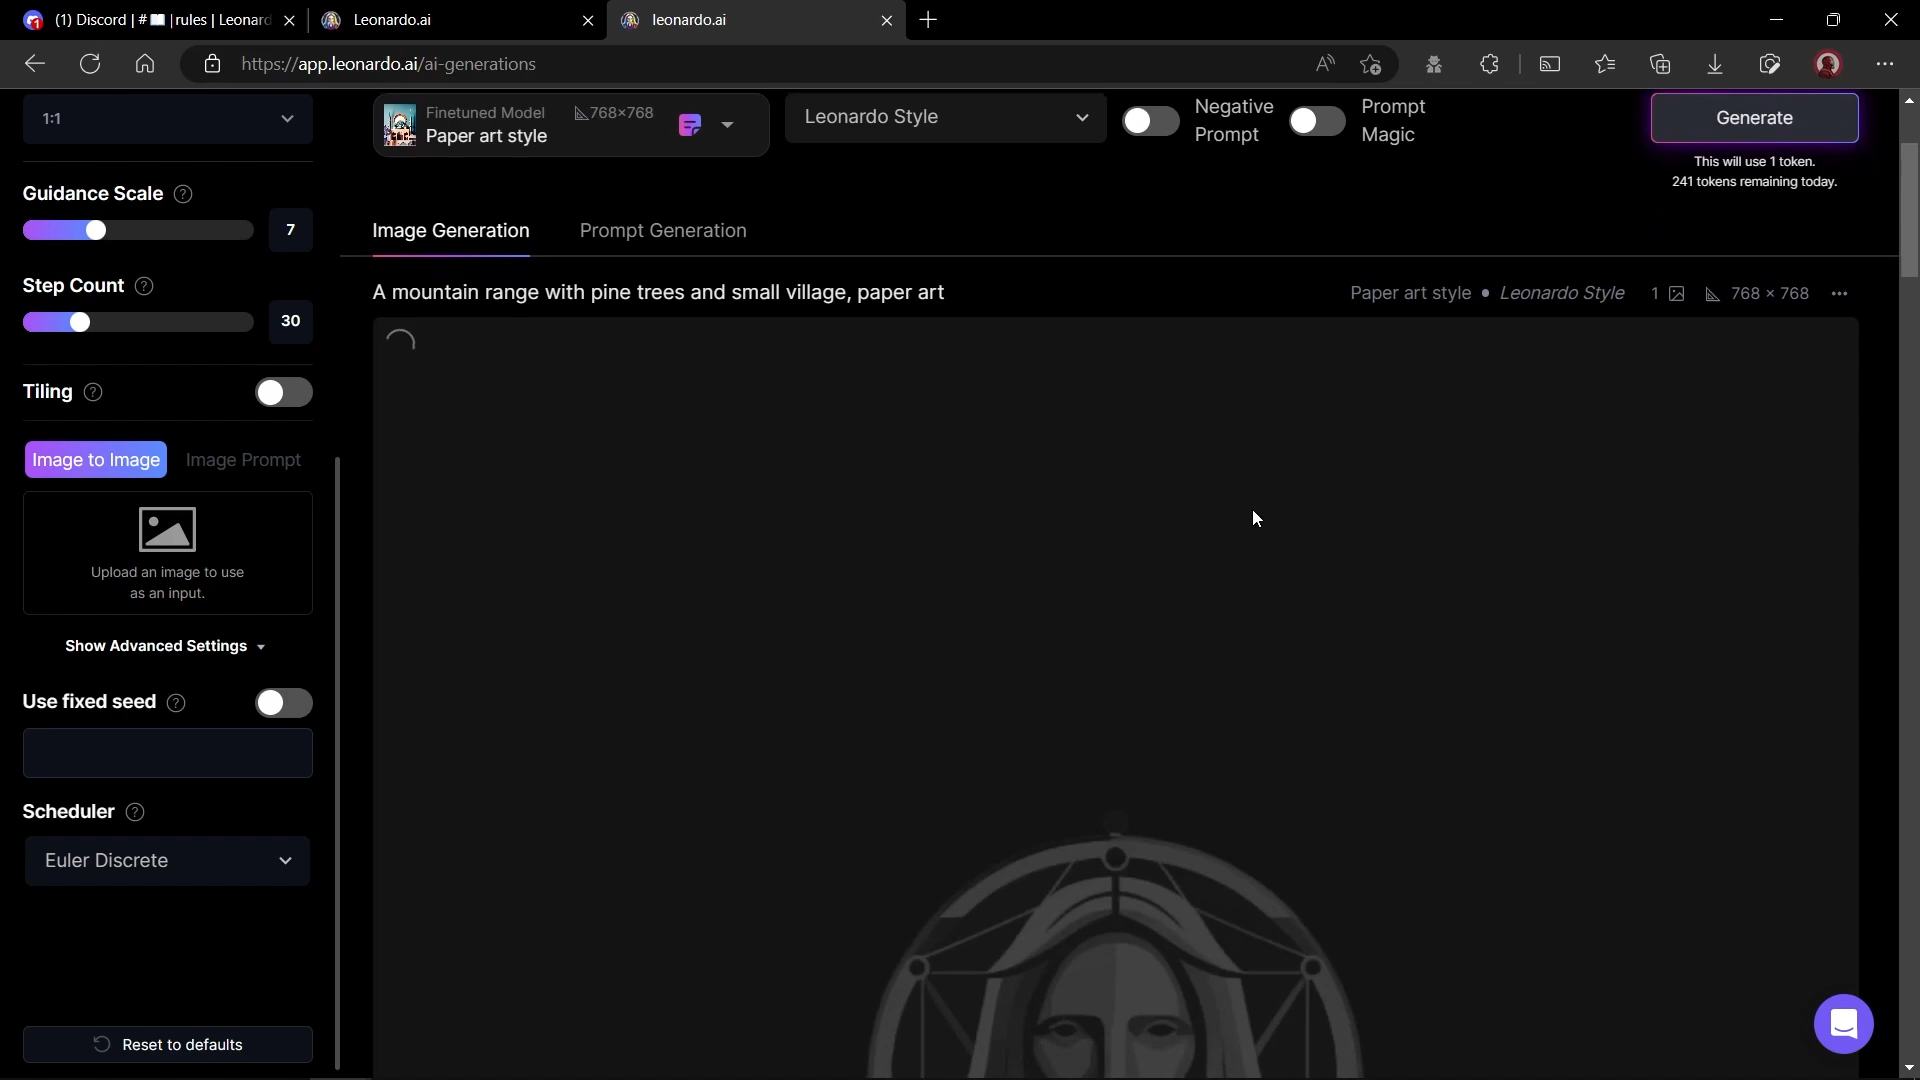 (1) Discord | # |rules | Leonard
Leonardo.ai
leonardo.ai
https://app.leonardo.ai/ai-generations
1:1
Finetuned Model
768×768
Paper art style
Leonardo Style
Negative
Prompt
Prompt
Magic
Generate
This will use 1 token.
241 tokens remaining today.
Guidance Scale
7
Image Generation
Prompt Generation
Step Count
30
A mountain range with pine trees and small village, paper art
Paper art style • Leonardo Style 1 768 × 768
Tiling
Image to Image
Image Prompt
Upload an image to use
as an input.
Show Advanced Settings
Use fixed seed
Scheduler
Euler Discrete
Reset to defaults